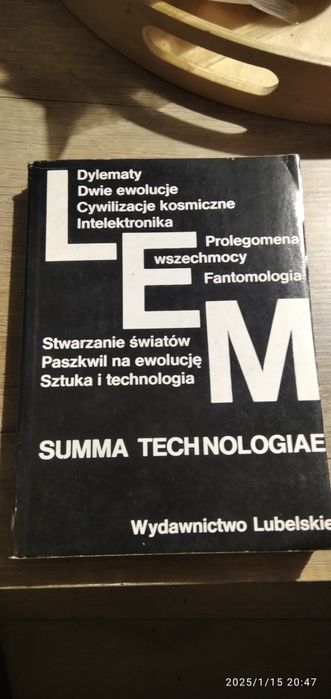 Dylematy
Dwie ewolucje
Cywilizacje kosmiczne
Intelektronika
LEM
Prolegomena
wszechmocy
Fantomologia
Stwarzanie światów
Paszkwil na ewolucję
Sztuka i technologia
SUMMA TECHNOLOGIAE
Wydawnictwo Lubelskie
2025/1/15 20:47